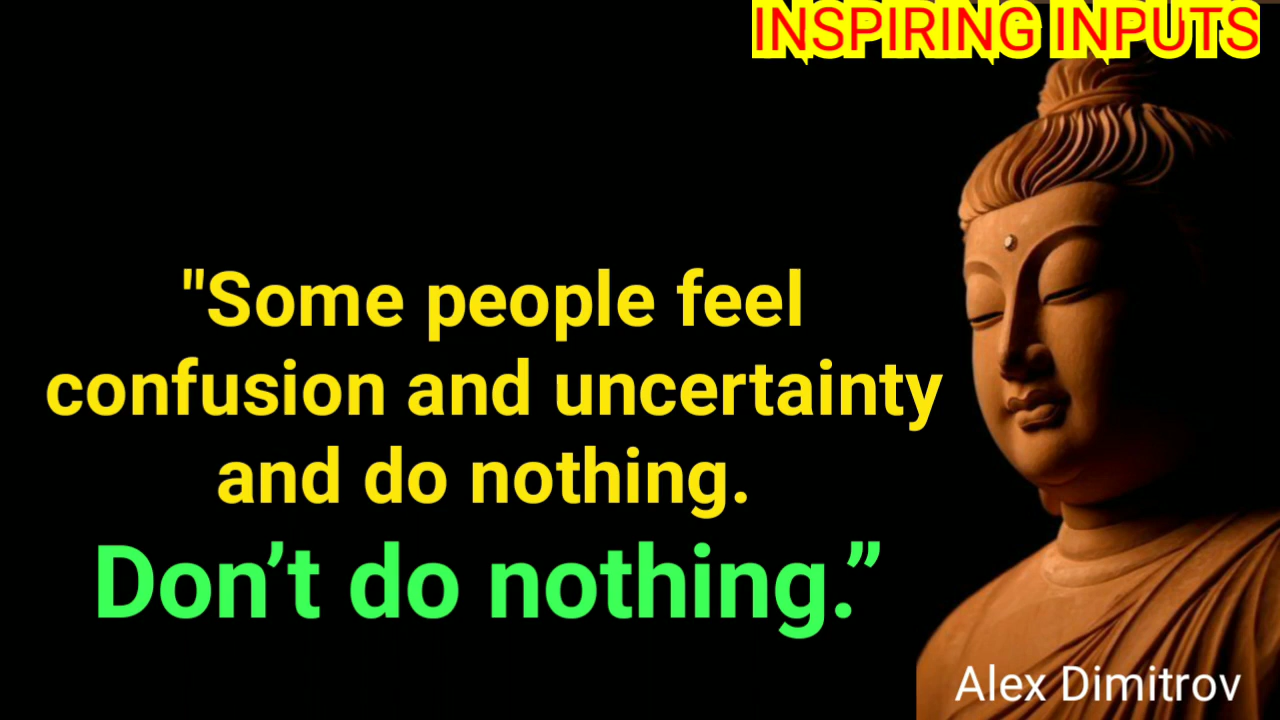 INSPIRING INPUTS
"Some people feel
confusion and uncertainty
and do nothing.
Don’t do nothing.”
Alex Dimitrov